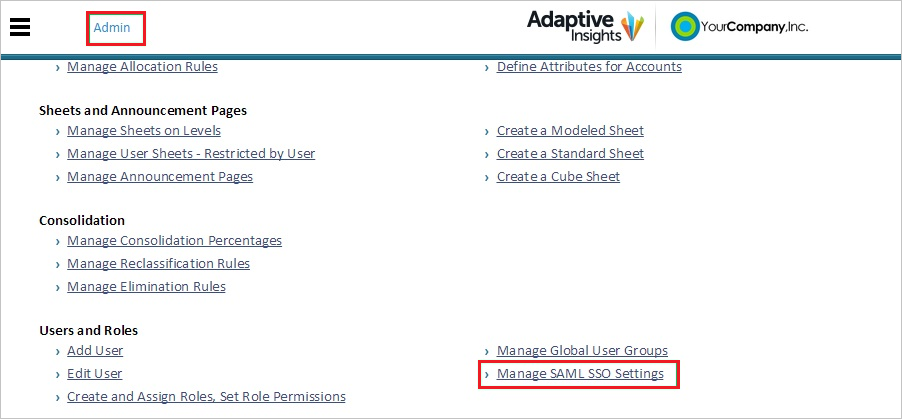 Admin
Adaptive Insights
YourCompany,Inc.
› Manage Allocation Rules
› Define Attributes for Accounts
Sheets and Announcement Pages
› Manage Sheets on Levels
› Create a Modeled Sheet
› Manage User Sheets - Restricted by User
› Create a Standard Sheet
› Manage Announcement Pages
› Create a Cube Sheet
Consolidation
› Manage Consolidation Percentages
› Manage Reclassification Rules
› Manage Elimination Rules
Users and Roles
› Add User
› Manage Global User Groups
› Edit User
› Manage SAML SSO Settings
› Create and Assign Roles, Set Role Permissions